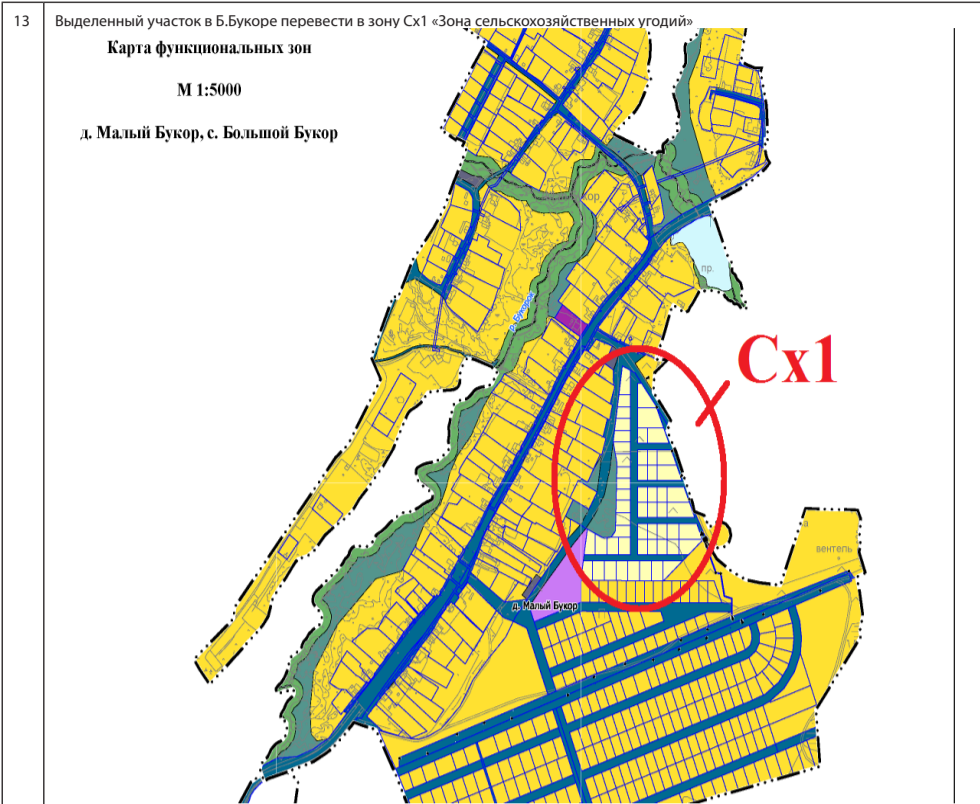 13 Выделенный участок в Б.Букоре перевести в зону Сх1 «Зона сельскохозяйственных угодий»
Карта функциональных зон
М 1:5000
д. Малый Букор, с. Большой Букор
пр.
р. Букорок
Сх1
вентель
д. Малый Букор